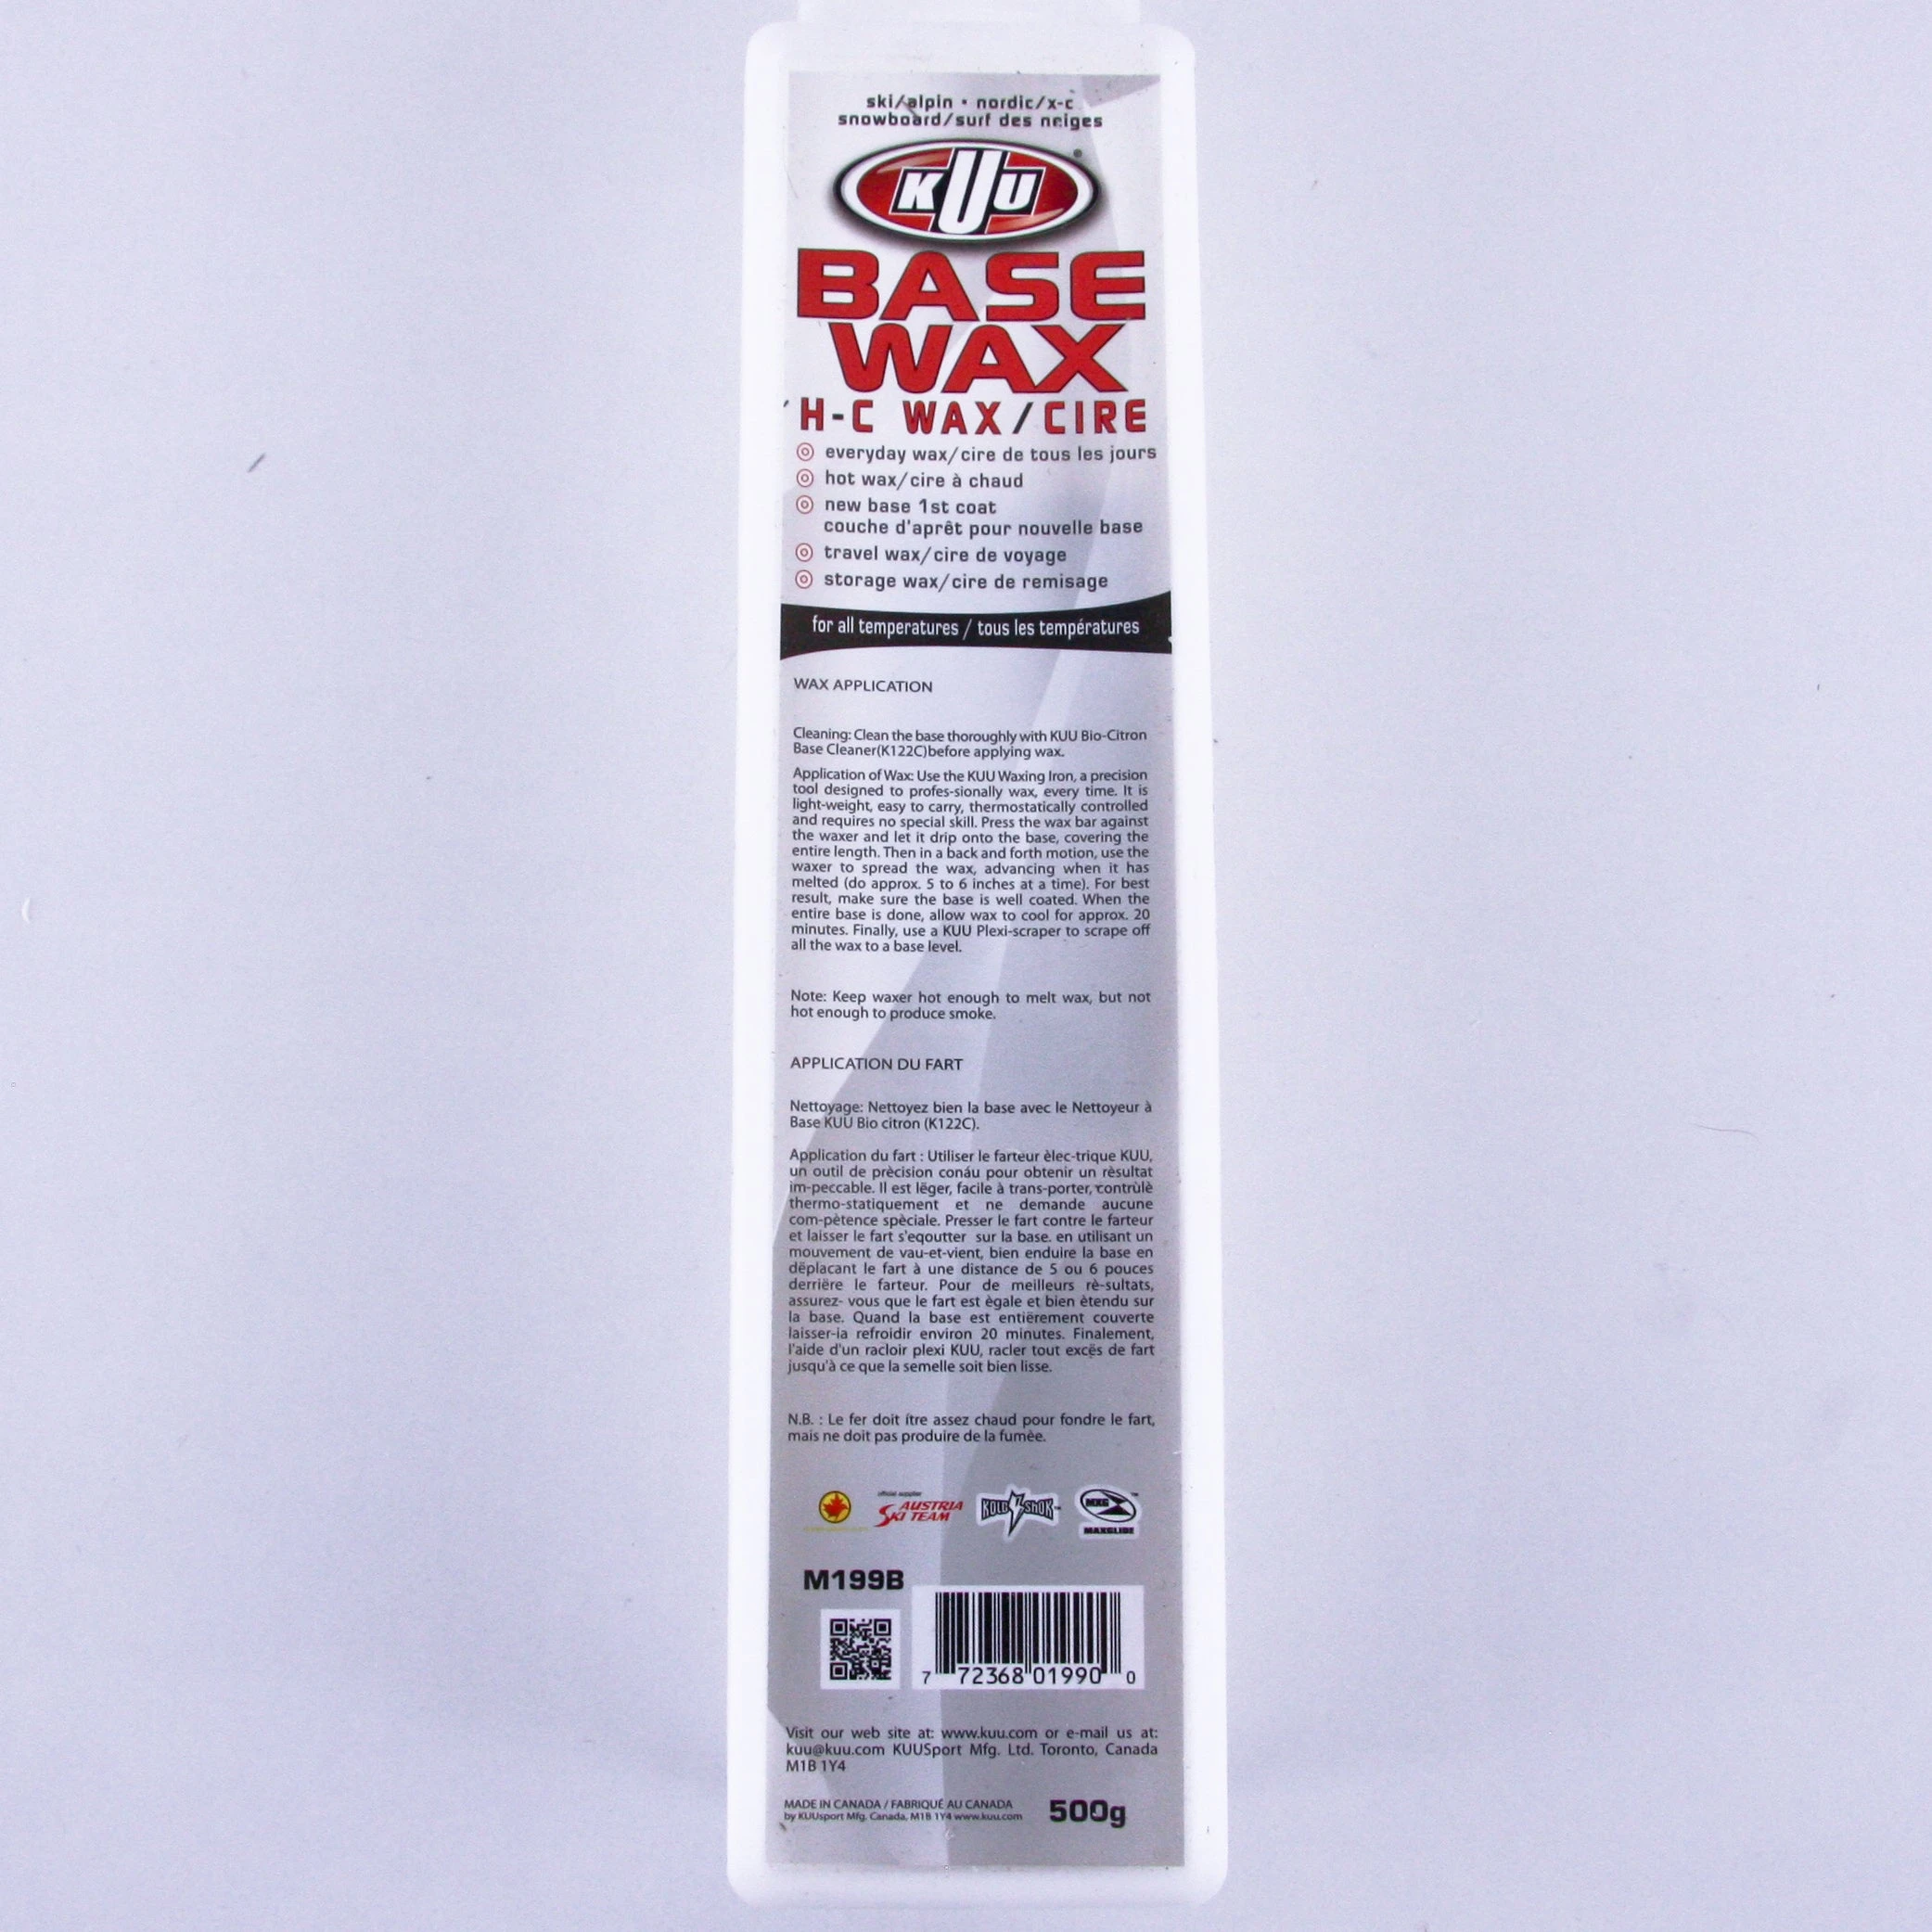 ski/alpin • nordic/x-c
snowboard/surf des neiges
KUU®
BASE
WAX
H-C WAX/CIRE
everyday wax/cire de tous les jours
hot wax/cire à chaud
new base 1st coat
couche d'aprêt pour nouvelle base
travel wax/cire de voyage
storage wax/cire de remisage
for all temperatures / tous les températures
WAX APPLICATION
Cleaning: Clean the base thoroughly with KUU Bio-Citron
Base Cleaner(K122C)before applying wax.
Application of Wax: Use the KUU Waxing Iron, a precision
tool designed to profes-sionally wax, every time. It is
light-weight, easy to carry, thermostatically controlled
and requires no special skill. Press the wax bar against
the waxer and let it drip onto the base, covering the
entire length. Then in a back and forth motion, use the
waxer to spread the wax, advancing when it has
melted (do approx. 5 to 6 inches at a time). For best
result, make sure the base is well coated. When the
entire base is done, allow wax to cool for approx. 20
minutes. Finally, use a KUU Plexi-scraper to scrape off
all the wax to a base level.
Note: Keep waxer hot enough to melt wax, but not
hot enough to produce smoke.
APPLICATION DU FART
Nettoyage: Nettoyez bien la base avec le Nettoyeur à
Base KUU Bio citron (K122C).
Application du fart : Utiliser le farteur èlec-trique KUU,
un outil de prècision conáu pour obtenir un rèsultat
im-peccable. Il est lëger, facile à trans-porter, contrùlè
thermo-statiquement et ne demande aucune
com-pètence spèciale. Presser le fart contre le farteur
et laisser le fart s'eqoutter sur la base. en utilisant un
mouvement de vau-et-vient, bien enduire la base en
dëplacant le fart à une distance de 5 ou 6 pouces
derriëre le farteur. Pour de meilleurs rè-sultats,
assurez- vous que le fart est ègale et bien ètendu sur
la base. Quand la base est entiërement couverte
laisser-ia refroidir environ 20 minutes. Finalement,
l'aide d'un racloir plexi KUU, racler tout excës de fart
jusqu'à ce que la semelle soit bien lisse.
N.B. : Le fer doit ítre assez chaud pour fondre le fart,
mais ne doit pas produire de la fumèe.
official supplier
AUSTRIA
SKI TEAM
KOLD SHOK™
MXG™
MAXGLIDE
M199B
7 72368 01990 0
Visit our web site at: www.kuu.com or e-mail us at:
kuu@kuu.com KUUSport Mfg. Ltd. Toronto, Canada
M1B 1Y4
MADE IN CANADA / FABRIQUÉ AU CANADA
by KUUsport Mfg. Canada, M1B 1Y4 www.kuu.com
500g